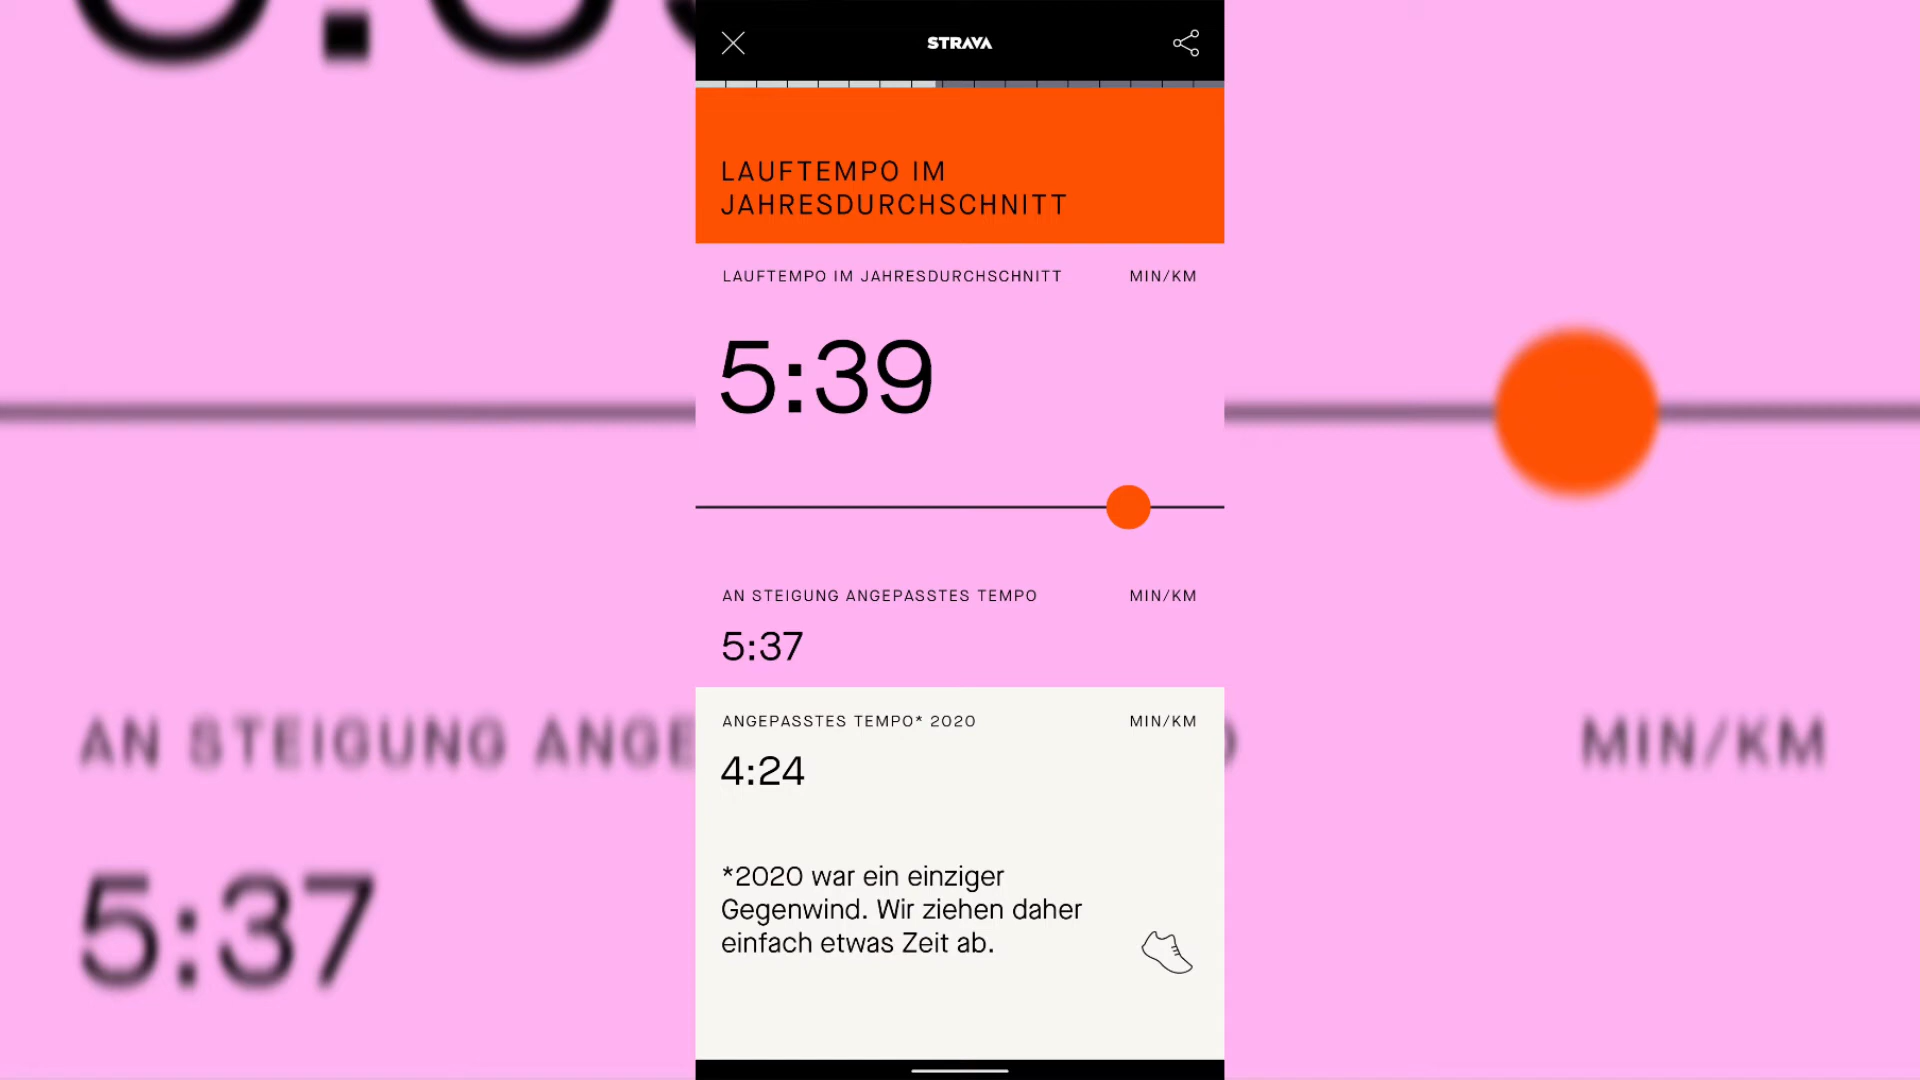 STRAVA
LAUFTEMPO IM
JAHRESDURCHSCHNITT
LAUFTEMPO IM JAHRESDURCHSCHNITT MIN/KM
5:39
AN STEIGUNG ANGEPASSTES TEMPO MIN/KM
5:37
ANGEPASSTES TEMPO* 2020 MIN/KM
4:24
*2020 war ein einziger
Gegenwind. Wir ziehen daher
einfach etwas Zeit ab.
AN STEIGUNG ANGE
MIN/KM
5:37